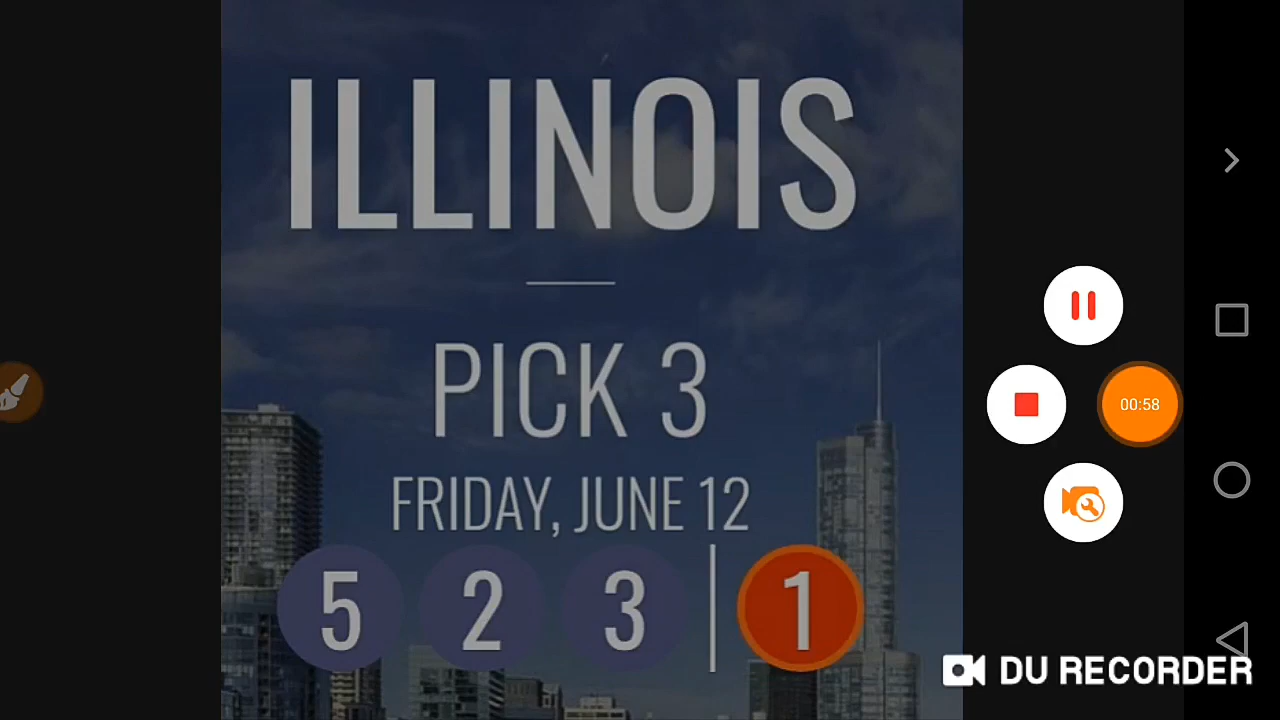 ILLINOIS
PICK 3
FRIDAY, JUNE 12
5 2 3 | 1
00:58
DU RECORDER